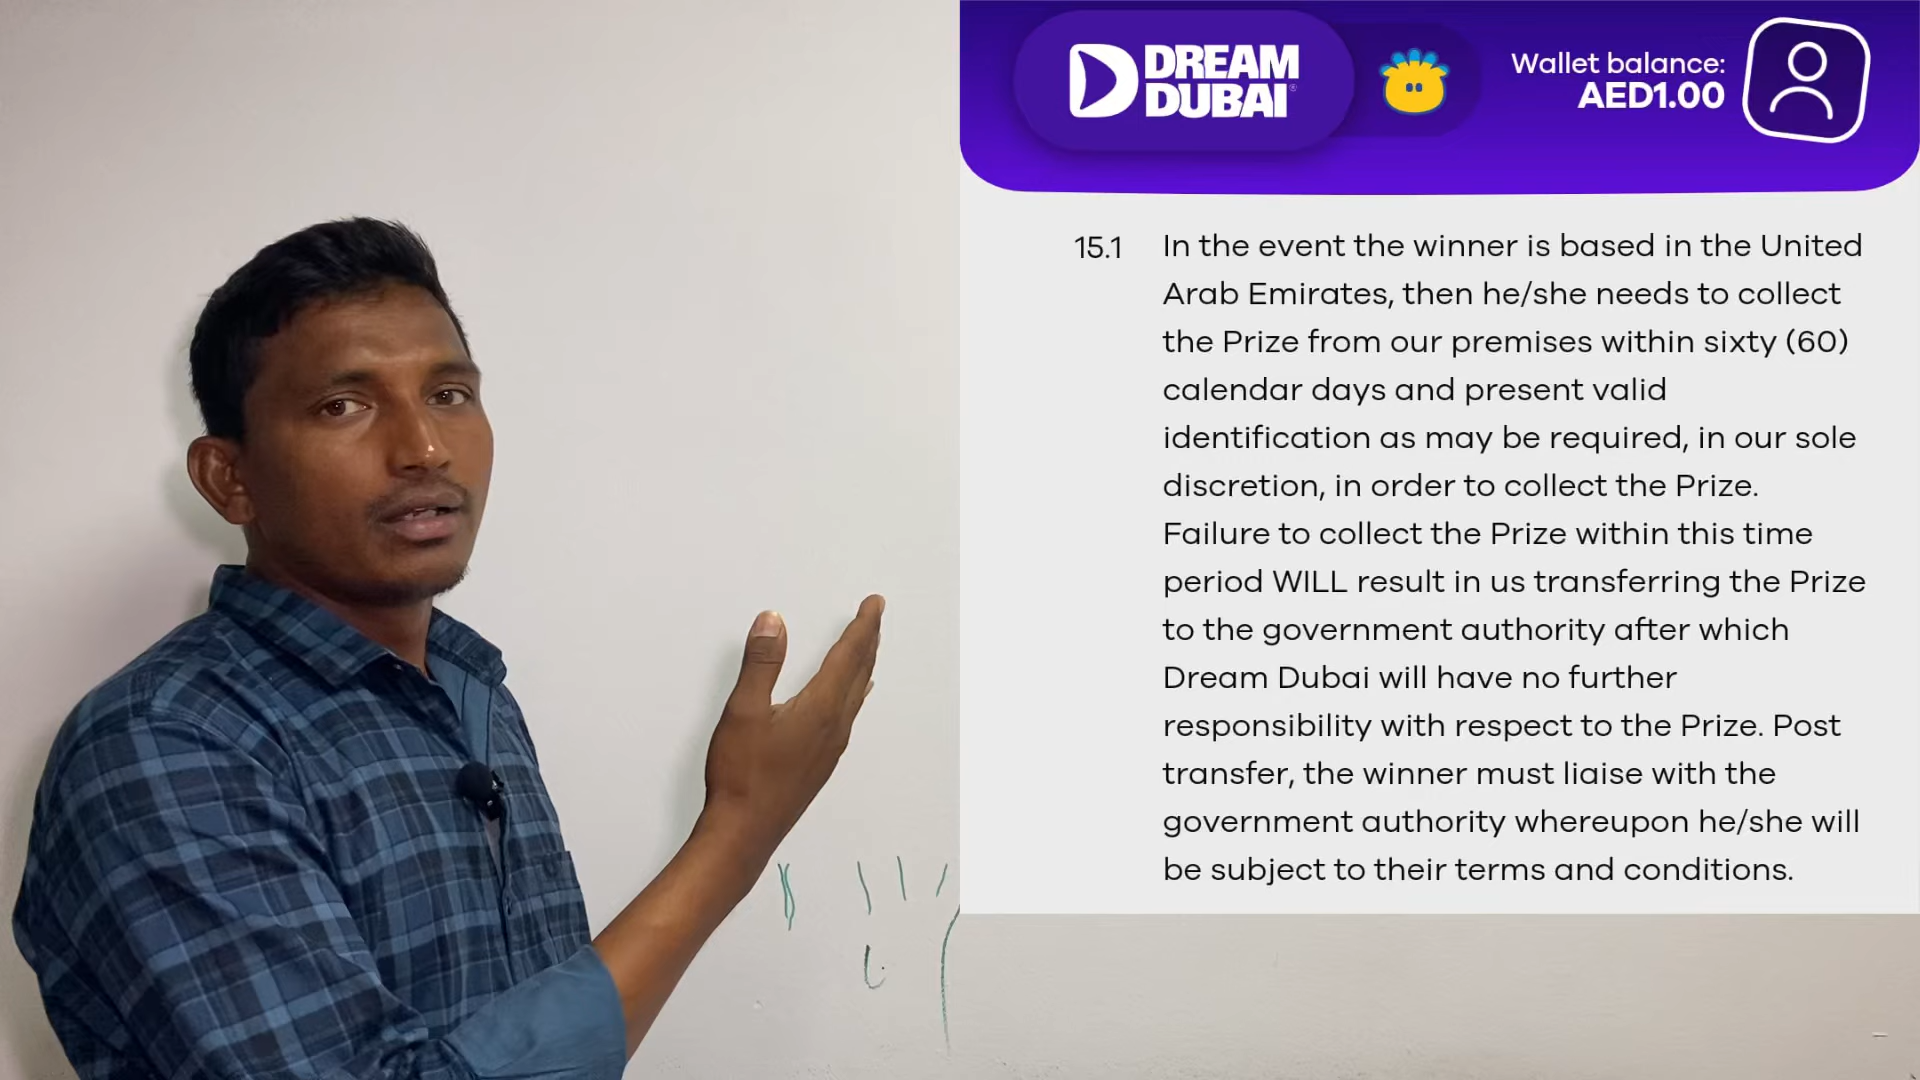 DREAM
DUBAI
Wallet balance:
AED1.00
15.1 In the event the winner is based in the United
Arab Emirates, then he/she needs to collect
the Prize from our premises within sixty (60)
calendar days and present valid
identification as may be required, in our sole
discretion, in order to collect the Prize.
Failure to collect the Prize within this time
period WILL result in us transferring the Prize
to the government authority after which
Dream Dubai will have no further
responsibility with respect to the Prize. Post
transfer, the winner must liaise with the
government authority whereupon he/she will
be subject to their terms and conditions.